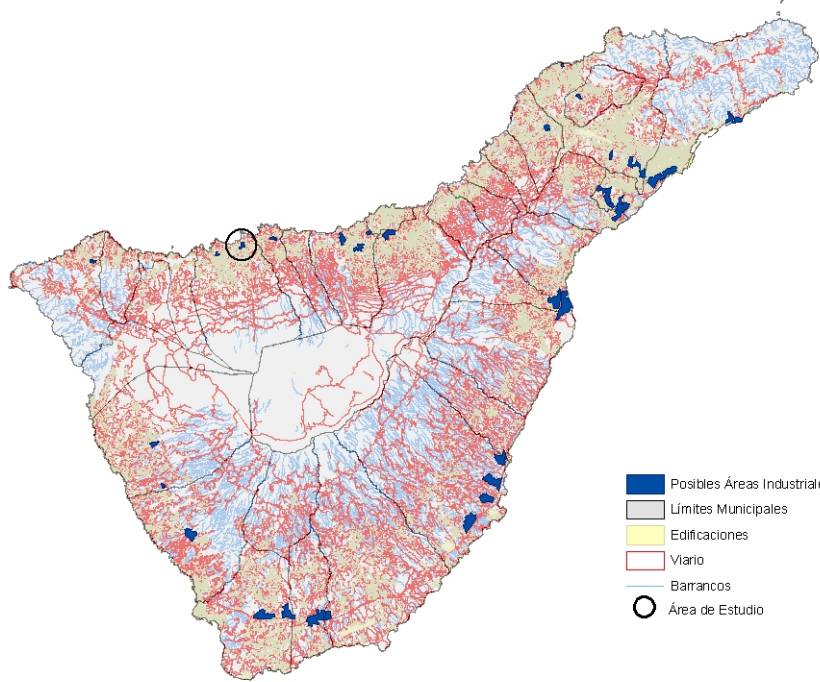 Posibles Áreas Industriale
Límites Municipales
Edificaciones
Viario
Barrancos
Área de Estudio